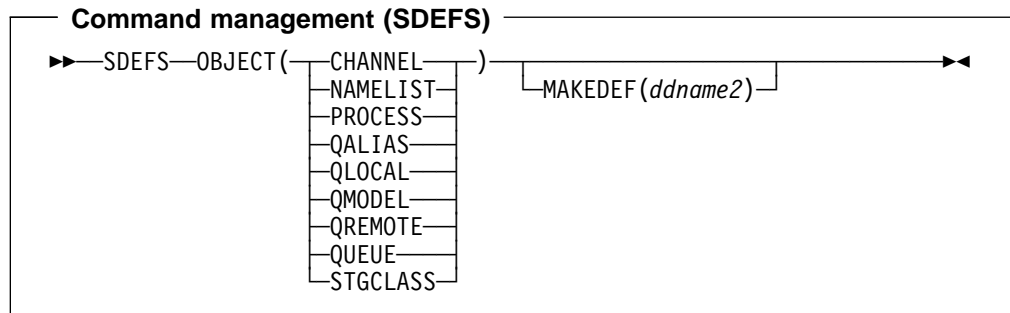 Command management (SDEFS)
SDEFS OBJECT( CHANNEL )
NAMELIST MAKEDEF(ddname2)
PROCESS
QALIAS
QLOCAL
QMODEL
QREMOTE
QUEUE
STGCLASS